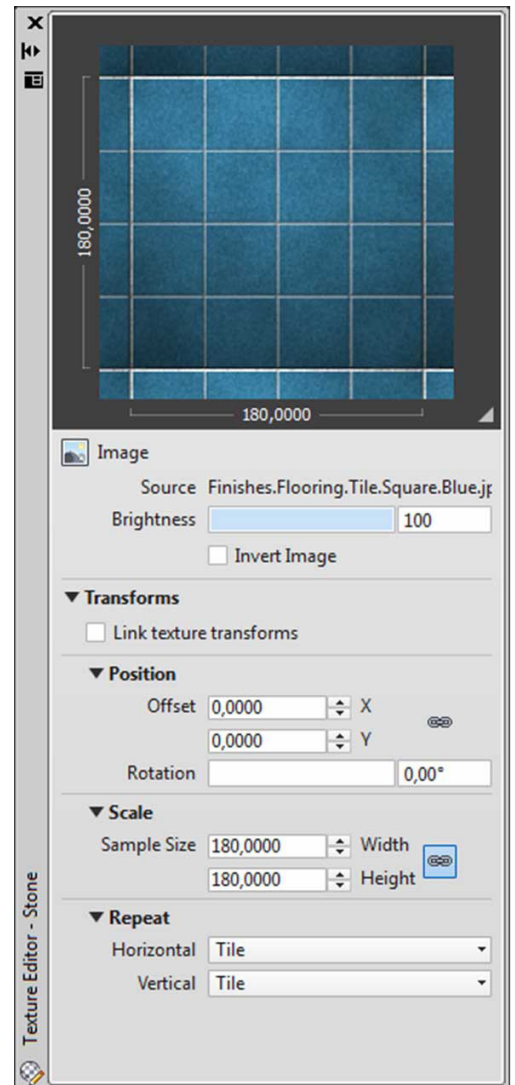 180,0000
180,0000
Image
Source Finishes.Flooring.Tile.Square.Blue.jp
Brightness 100
Invert Image
Transforms
Link texture transforms
Position
Offset 0,0000 X
0,0000 Y
Rotation 0,00°
Scale
Sample Size 180,0000 Width
180,0000 Height
Repeat
Horizontal Tile
Vertical Tile
Texture Editor - Stone